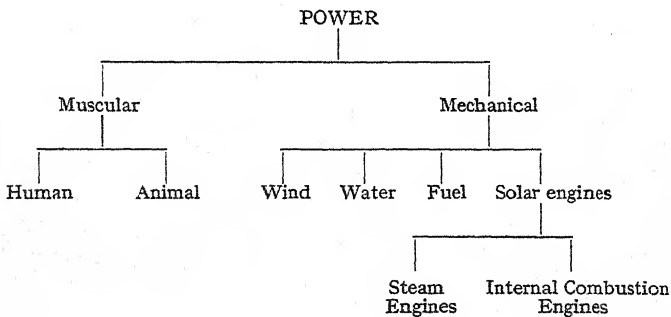 POWER
Muscular Mechanical
Human Animal Wind Water Fuel Solar engines
Steam Engines
Internal Combustion Engines